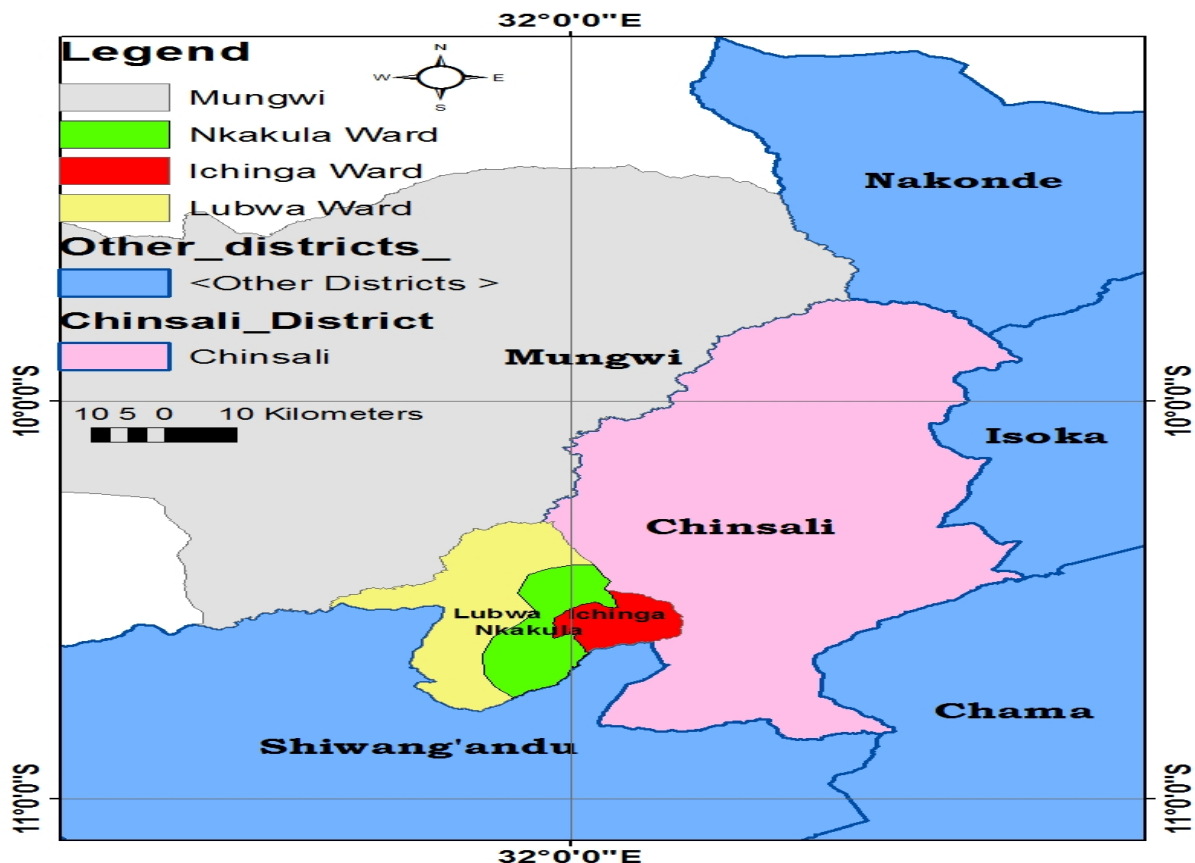 32°0'0"E
Legend
N
W E
S
Mungwi
Nkakula Ward
Ichinga Ward
Lubwa Ward
Other_districts_
<Other Districts >
Chinsali_District
Chinsali
10 5 0 10 Kilometers
Nakonde
Mungwi
10°0'0"S
10°0'0"S
Isoka
Chinsali
Lubwa Ichinga
Nkakula
Chama
Shiwang'andu
11°0'0"S
11°0'0"S
32°0'0"E